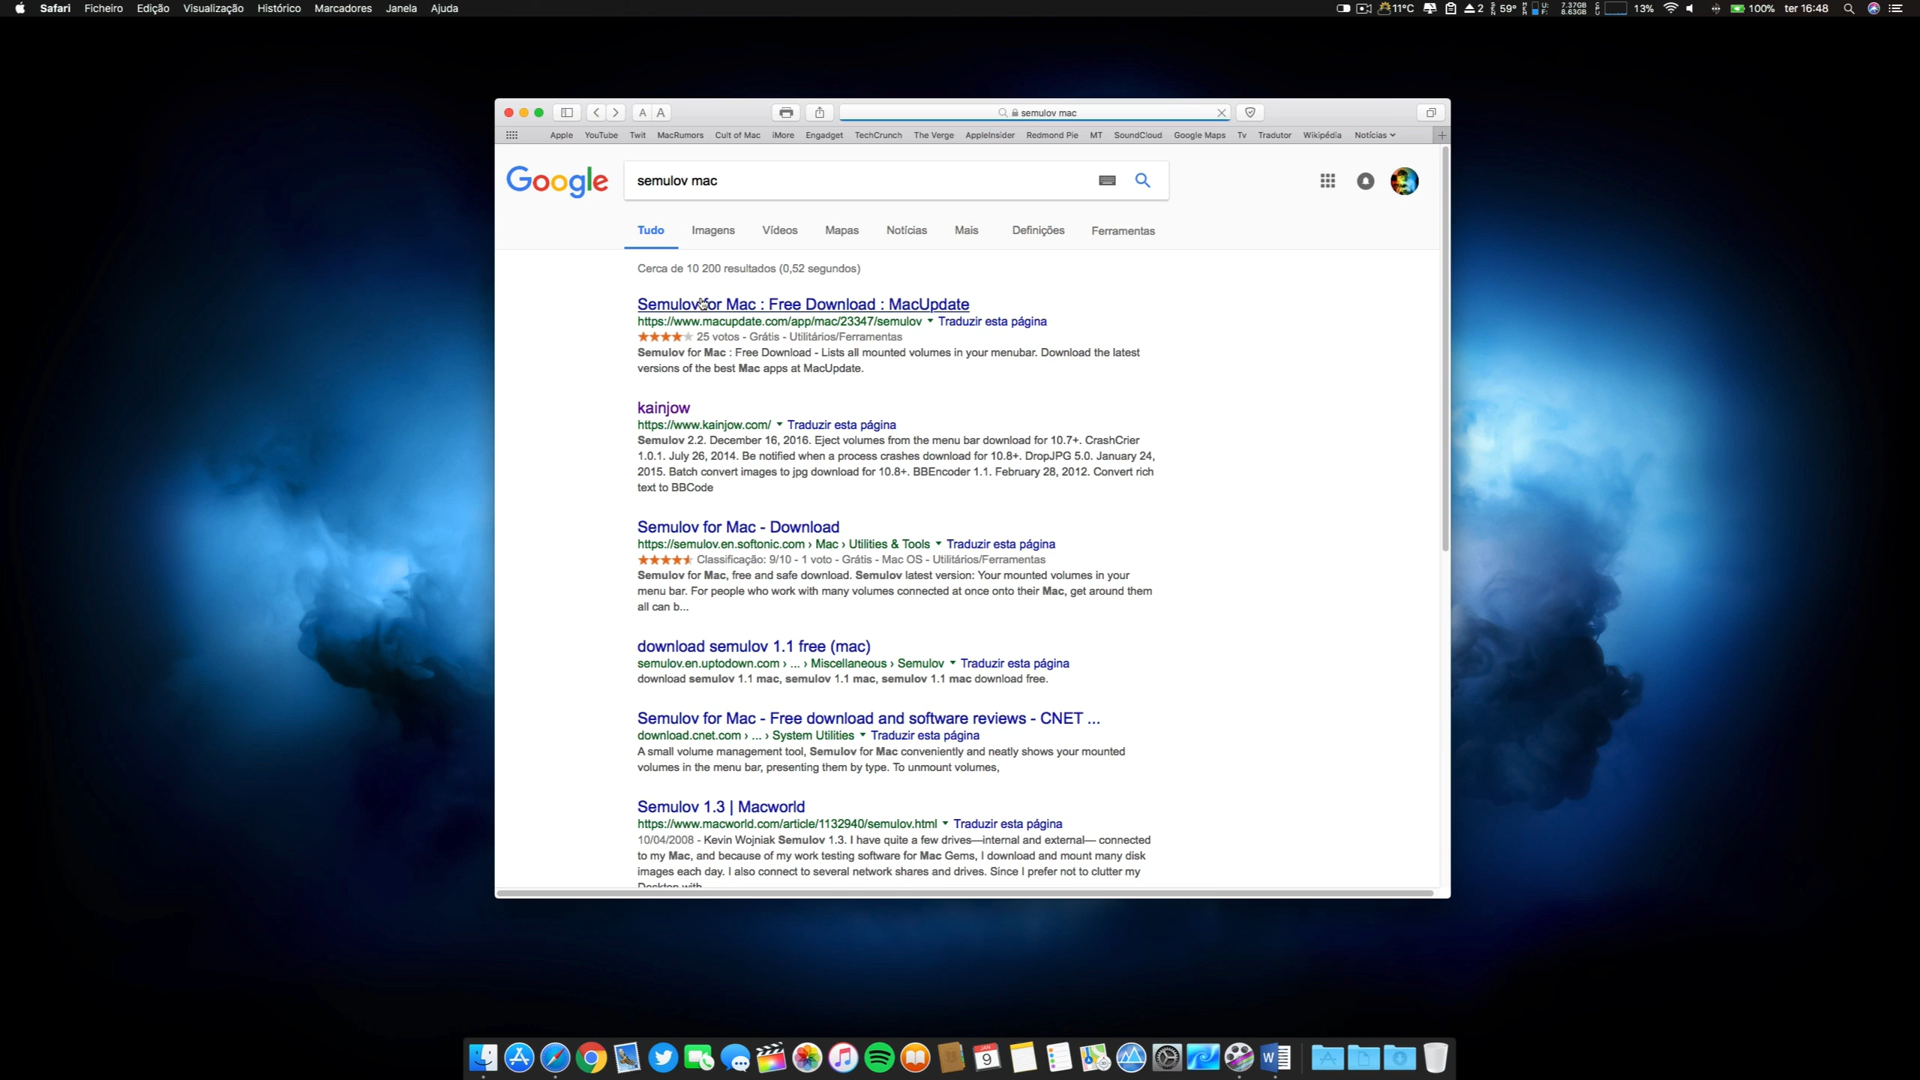 Safari Ficheiro Edição Visualização Histórico Marcadores Janela Ajuda
11°C 2 59° U: F: 7.37GB 8.63GB 13% 100% ter 16:48
A A semulov mac
Apple YouTube Twit MacRumors Cult of Mac iMore Engadget TechCrunch The Verge AppleInsider Redmond Pie MT SoundCloud Google Maps Tv Tradutor Wikipédia Notícias
Google semulov mac
Tudo Imagens Vídeos Mapas Notícias Mais Definições Ferramentas
Cerca de 10 200 resultados (0,52 segundos)
Semulov for Mac : Free Download : MacUpdate
https://www.macupdate.com/app/mac/23347/semulov Traduzir esta página
25 votos - Grátis - Utilitários/Ferramentas
Semulov for Mac : Free Download - Lists all mounted volumes in your menubar. Download the latest
versions of the best Mac apps at MacUpdate.
kainjow
https://www.kainjow.com/ Traduzir esta página
Semulov 2.2. December 16, 2016. Eject volumes from the menu bar download for 10.7+. CrashCrier
1.0.1. July 26, 2014. Be notified when a process crashes download for 10.8+. DropJPG 5.0. January 24,
2015. Batch convert images to jpg download for 10.8+. BBEncoder 1.1. February 28, 2012. Convert rich
text to BBCode
Semulov for Mac - Download
https://semulov.en.softonic.com › Mac › Utilities & Tools Traduzir esta página
Classificação: 9/10 - 1 voto - Grátis - Mac OS - Utilitários/Ferramentas
Semulov for Mac, free and safe download. Semulov latest version: Your mounted volumes in your
menu bar. For people who work with many volumes connected at once onto their Mac, get around them
all can b...
download semulov 1.1 free (mac)
semulov.en.uptodown.com › ... › Miscellaneous › Semulov Traduzir esta página
download semulov 1.1 mac, semulov 1.1 mac, semulov 1.1 mac download free.
Semulov for Mac - Free download and software reviews - CNET ...
download.cnet.com › ... › System Utilities Traduzir esta página
A small volume management tool, Semulov for Mac conveniently and neatly shows your mounted
volumes in the menu bar, presenting them by type. To unmount volumes,
Semulov 1.3 | Macworld
https://www.macworld.com/article/1132940/semulov.html Traduzir esta página
10/04/2008 - Kevin Wojniak Semulov 1.3. I have quite a few drives—internal and external— connected
to my Mac, and because of my work testing software for Mac Gems, I download and mount many disk
images each day. I also connect to several network shares and drives. Since I prefer not to clutter my
Desktop with
JAN 9
W